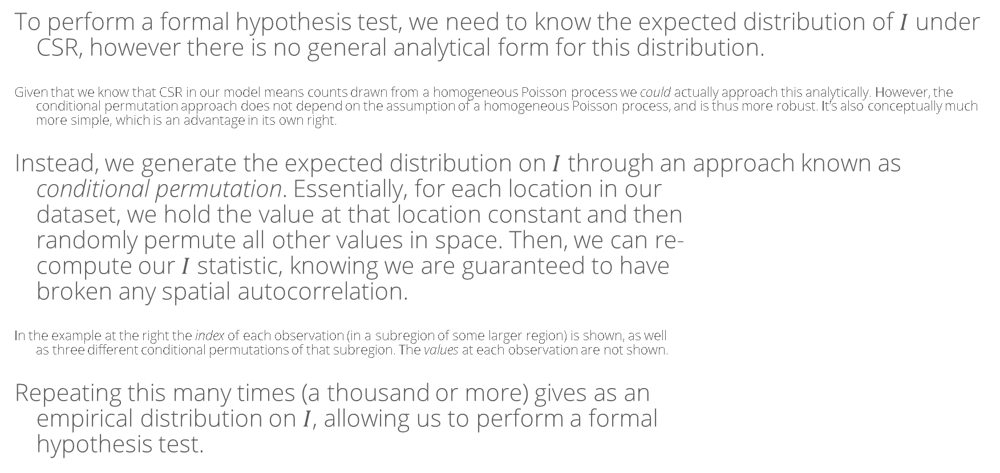 To perform a formal hypothesis test, we need to know the expected distribution of I under
CSR, however there is no general analytical form for this distribution.
Given that we know that CSR in our model means counts drawn from a homogeneous Poisson process we could actually approach this analytically. However, the
conditional permutation approach does not depend on the assumption of a homogeneous Poisson process, and is thus more robust. It's also conceptually much
more simple, which is an advantage in its own right.
Instead, we generate the expected distribution on I through an approach known as
conditional permutation. Essentially, for each location in our
dataset, we hold the value at that location constant and then
randomly permute all other values in space. Then, we can re-
compute our I statistic, knowing we are guaranteed to have
broken any spatial autocorrelation.
In the example at the right the index of each observation (in a subregion of some larger region) is shown, as well
as three different conditional permutations of that subregion. The values at each observation are not shown.
Repeating this many times (a thousand or more) gives as an
empirical distribution on I, allowing us to perform a formal
hypothesis test.